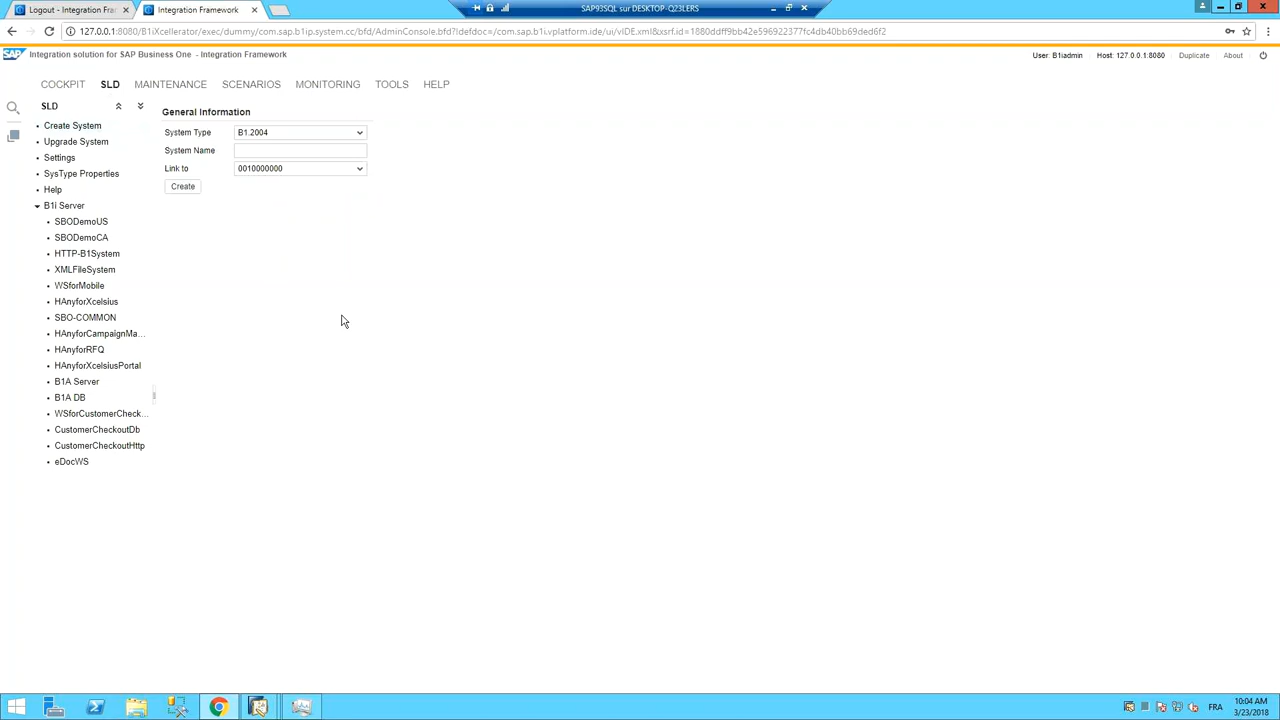 Logout - Integration Fra
Integration Framework
SAP93SQL sur DESKTOP-Q23LERS
127.0.0.1:8080/B1iXcellerator/exec/dummy/com.sap.b1ip.system.cc/bfd/AdminConsole.bfd?!defdoc=/com.sap.b1i.vplatform.ide/ui/vIDE.xml&xsrf.id=1880ddff9bb42e596922377fc4db40bb69ded6f2
SAP Integration solution for SAP Business One - Integration Framework
User: B1iadmin
Host: 127.0.0.1:8080
Duplicate
About
COCKPIT
SLD
MAINTENANCE
SCENARIOS
MONITORING
TOOLS
HELP
SLD
Create System
Upgrade System
Settings
SysType Properties
Help
B1i Server
SBODemoUS
SBODemoCA
HTTP-B1System
XMLFileSystem
WSforMobile
HAnyforXcelsius
SBO-COMMON
HAnyforCampaignMa...
HAnyforRFQ
HAnyforXcelsiusPortal
B1A Server
B1A DB
WSforCustomerCheck...
CustomerCheckoutDb
CustomerCheckoutHttp
eDocWS
General Information
System Type B1.2004
System Name
Link to 0010000000
Create
FRA
10:04 AM
3/23/2018